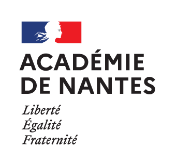 ACADÉMIE
DE NANTES
Liberté
Égalité
Fraternité